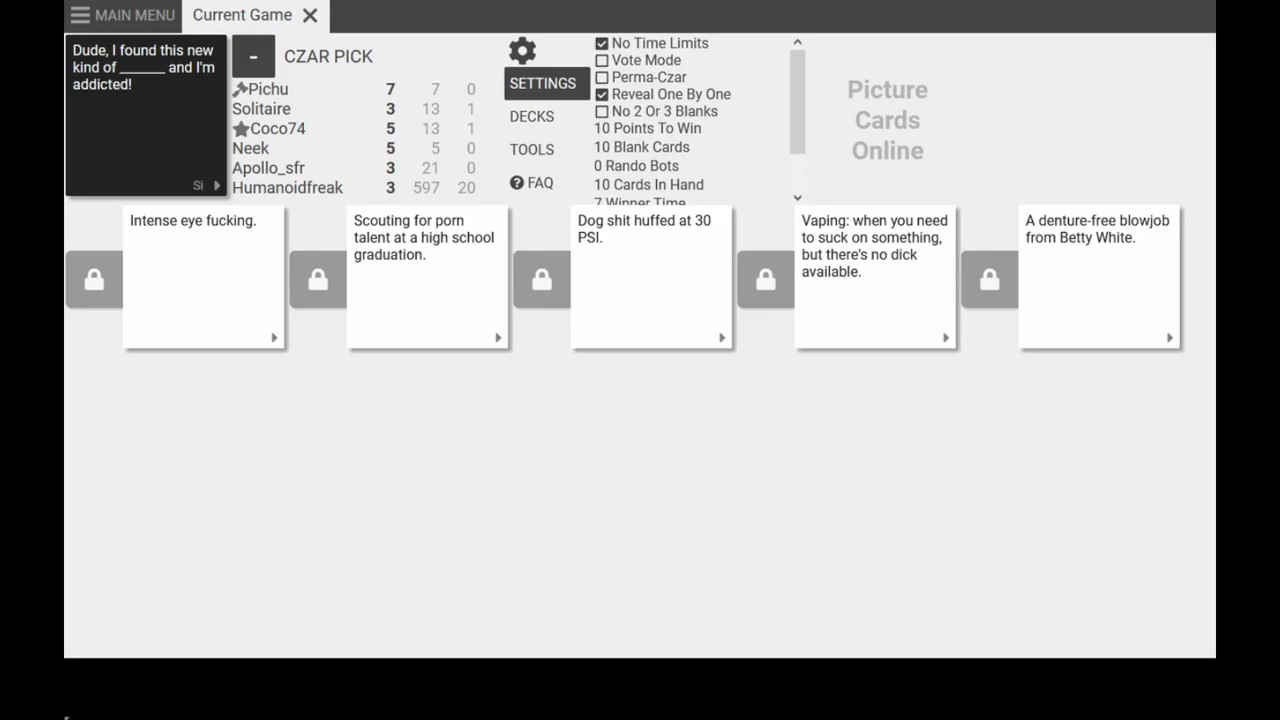 MAIN MENU
Current Game
Dude, I found this new
kind of ______ and I'm
addicted!
Si
-
CZAR PICK
Pichu 7 7 0
Solitaire 3 13 1
Coco74 5 13 1
Neek 5 5 0
Apollo_sfr 3 21 0
Humanoidfreak 3 597 20
SETTINGS
DECKS
TOOLS
FAQ
No Time Limits
Vote Mode
Perma-Czar
Reveal One By One
No 2 Or 3 Blanks
10 Points To Win
10 Blank Cards
0 Rando Bots
10 Cards In Hand
7 Winner Time
Picture
Cards
Online
Intense eye fucking.
Scouting for porn
talent at a high school
graduation.
Dog shit huffed at 30
PSI.
Vaping: when you need
to suck on something,
but there's no dick
available.
A denture-free blowjob
from Betty White.